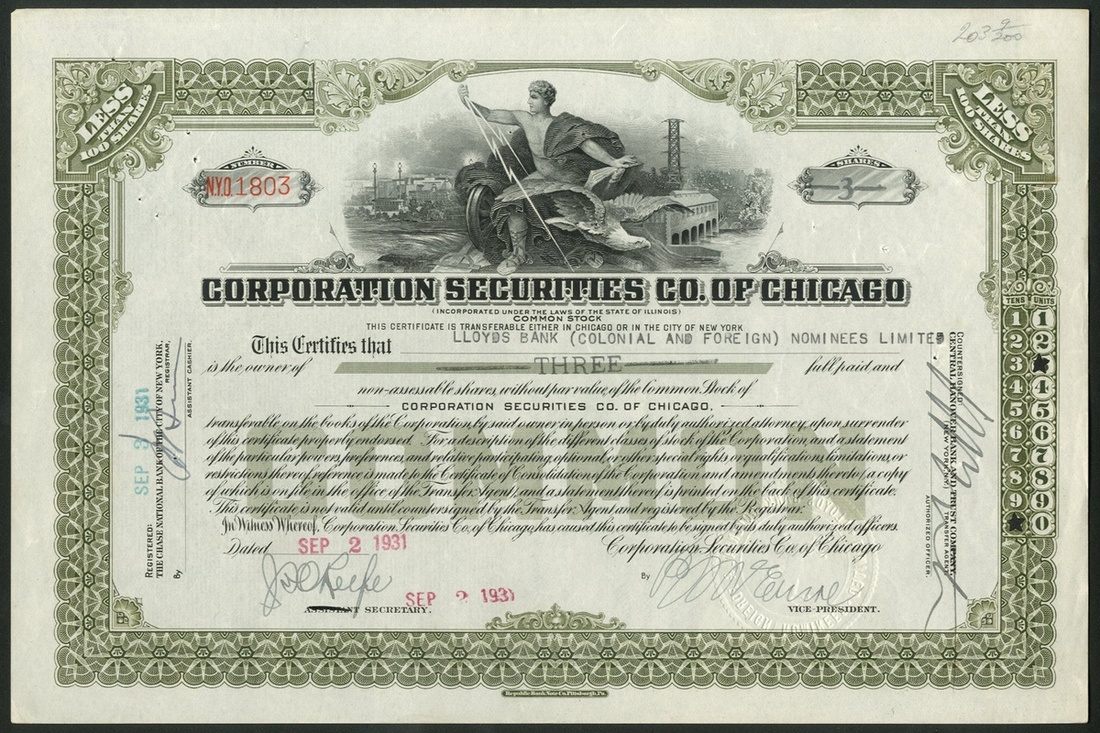 203 9/200
LESS THAN 100 SHARES
LESS THAN 100 SHARES
NUMBER
N.Y.O.1803
SHARES
3
CORPORATION SECURITIES CO. OF CHICAGO
(INCORPORATED UNDER THE LAWS OF THE STATE OF ILLINOIS)
COMMON STOCK
THIS CERTIFICATE IS TRANSFERABLE EITHER IN CHICAGO OR IN THE CITY OF NEW YORK
This Certifies that LLOYDS BANK (COLONIAL AND FOREIGN) NOMINEES LIMITED
is the owner of THREE full paid and
non-assessable shares, without par value, of the Common Stock of
CORPORATION SECURITIES CO. OF CHICAGO,
transferable on the books of the Corporation by said owner in person or by duly authorized attorney, upon surrender
of this certificate properly endorsed. For a description of the different classes of stock of the Corporation, and a statement
of the particular powers, preferences, and relative participating, optional, or other special rights or qualifications, limitations, or
restrictions thereof, reference is made to the Certificate of Consolidation of the Corporation and amendments thereto, a copy
of which is on file in the office of the Transfer Agent, and a statement thereof is printed on the back of this certificate.
This certificate is not valid until countersigned by the Transfer Agent and registered by the Registrar.
In Witness Whereof, Corporation Securities Co. of Chicago, has caused this certificate to be signed by its duly authorized officers.
Dated SEP 2 1931
Corporation Securities Co. of Chicago
By
ASSISTANT SECRETARY.
SEP 2 1931
VICE-PRESIDENT.
REGISTERED: SEP 3 1931
THE CHASE NATIONAL BANK OF THE CITY OF NEW YORK,
REGISTRAR,
By
ASSISTANT CASHIER.
COUNTERSIGNED:
CENTRAL HANOVER BANK AND TRUST COMPANY,
(NEW YORK) TRANSFER AGENT
AUTHORIZED OFFICER.
TENS UNITS
1 1
2 2
3
4 4
5 5
6 6
7 7
8 8
9 9
0
Republic Bank Note Co. Pittsburgh, Pa.